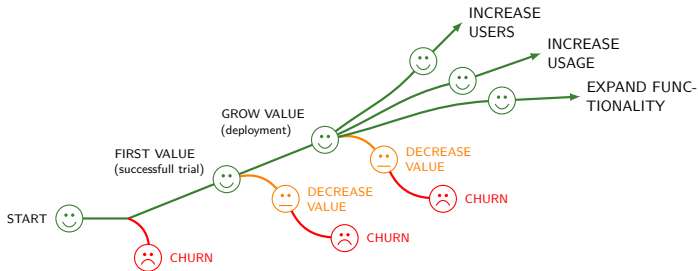 INCREASE
USERS
INCREASE
USAGE
EXPAND FUNC-
TIONALITY
GROW VALUE
(deployment)
FIRST VALUE
(successfull trial)
DECREASE
VALUE
DECREASE
VALUE
CHURN
START
CHURN
CHURN